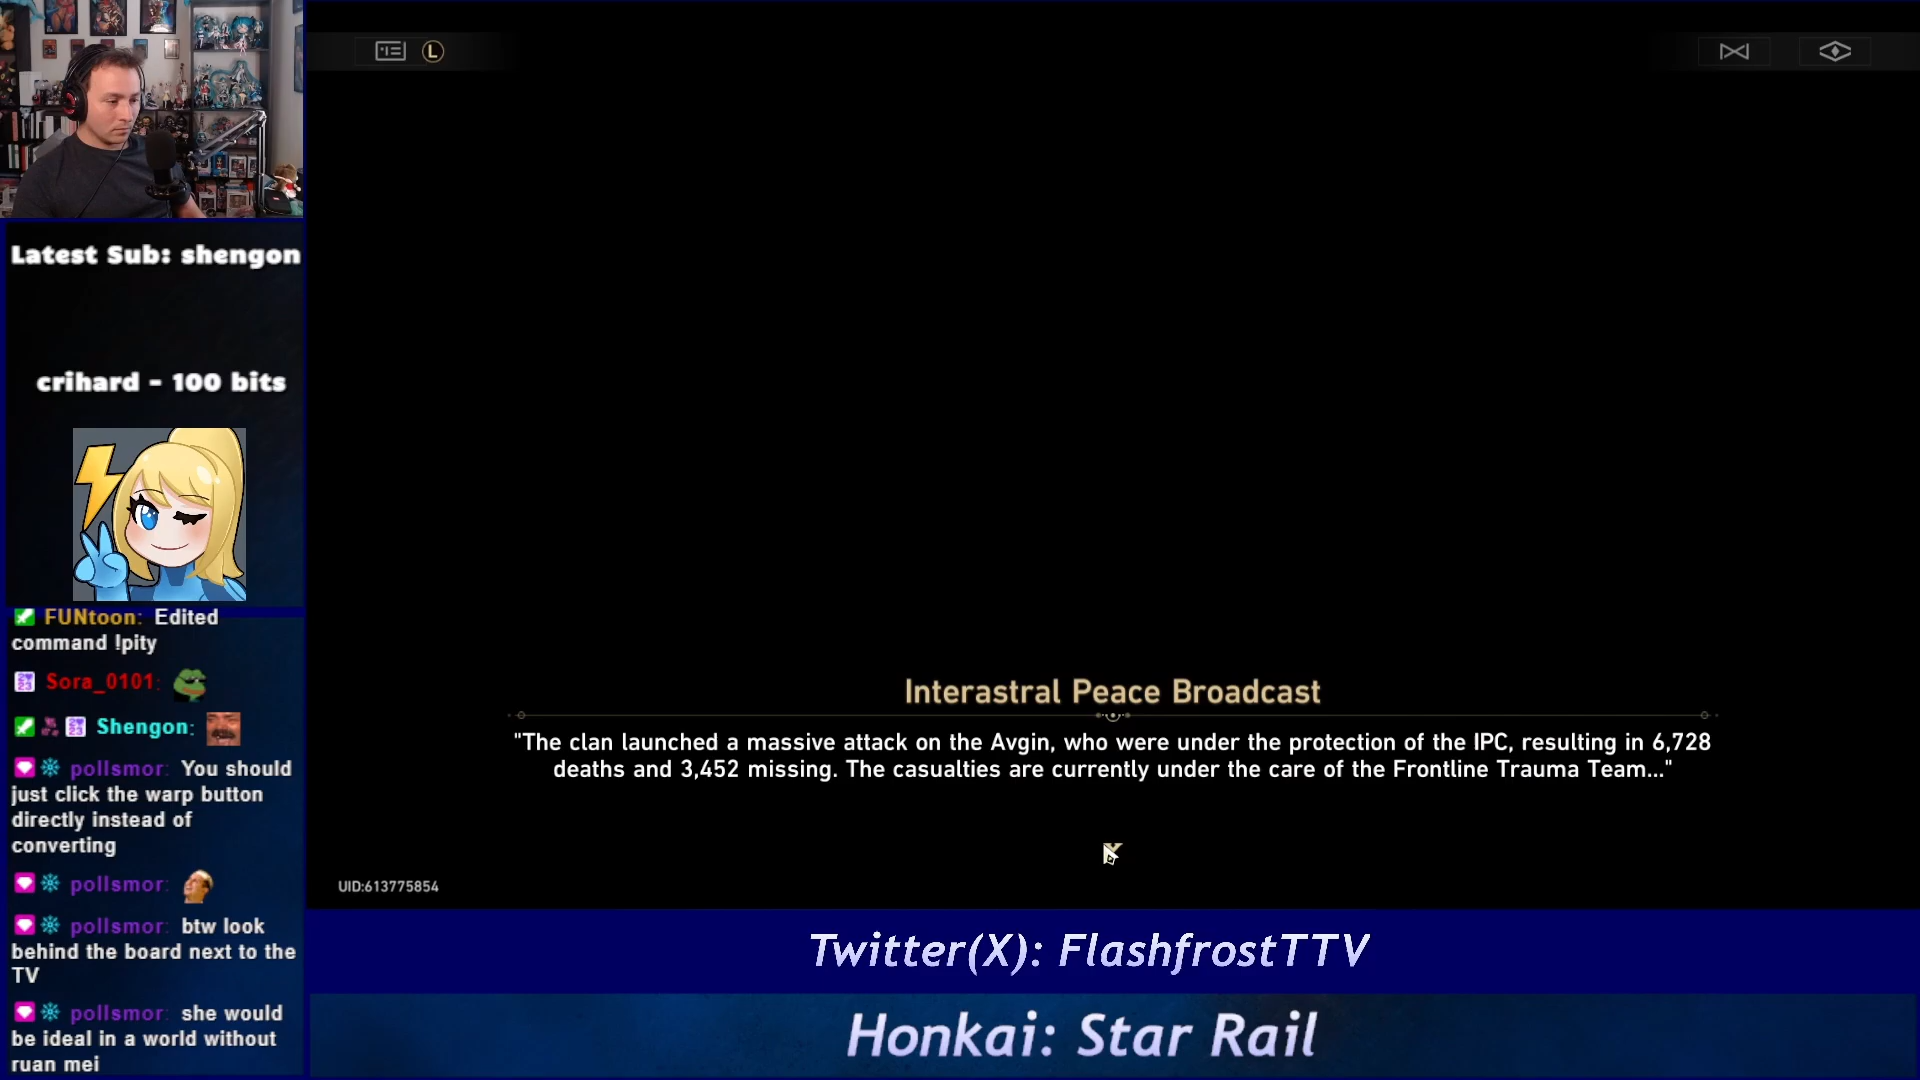 L
Latest Sub: shengon
crihard - 100 bits
FUNtoon: Edited
command !pity
Sora_0101:
Shengon:
pollsmor: You should
just click the warp button
directly instead of
converting
pollsmor:
pollsmor: btw look
behind the board next to the
TV
pollsmor: she would
be ideal in a world without
ruan mei
Interastral Peace Broadcast
"The clan launched a massive attack on the Avgin, who were under the protection of the IPC, resulting in 6,728
deaths and 3,452 missing. The casualties are currently under the care of the Frontline Trauma Team..."
UID:613775854
Twitter(X): FlashfrostTTV
Honkai: Star Rail